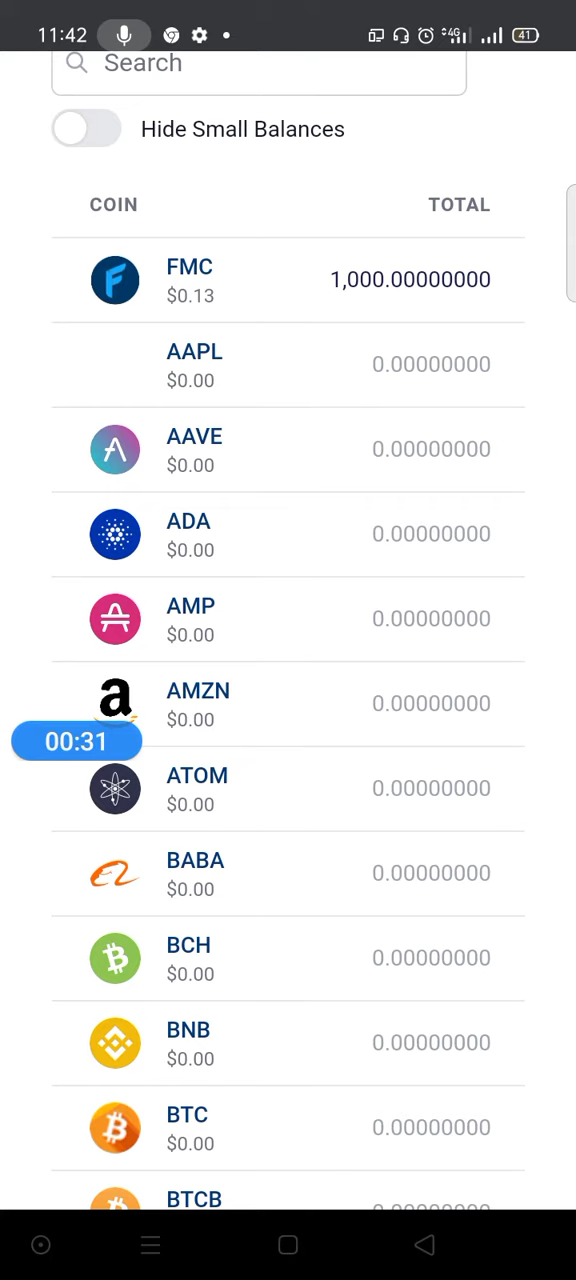 11:42 4G 41
Search
Hide Small Balances
COIN TOTAL
FMC
$0.13
1,000.00000000
AAPL
$0.00
0.00000000
AAVE
$0.00
0.00000000
ADA
$0.00
0.00000000
AMP
$0.00
0.00000000
a
AMZN
$0.00
0.00000000
00:31
ATOM
$0.00
0.00000000
BABA
$0.00
0.00000000
BCH
$0.00
0.00000000
BNB
$0.00
0.00000000
BTC
$0.00
0.00000000
BTCB